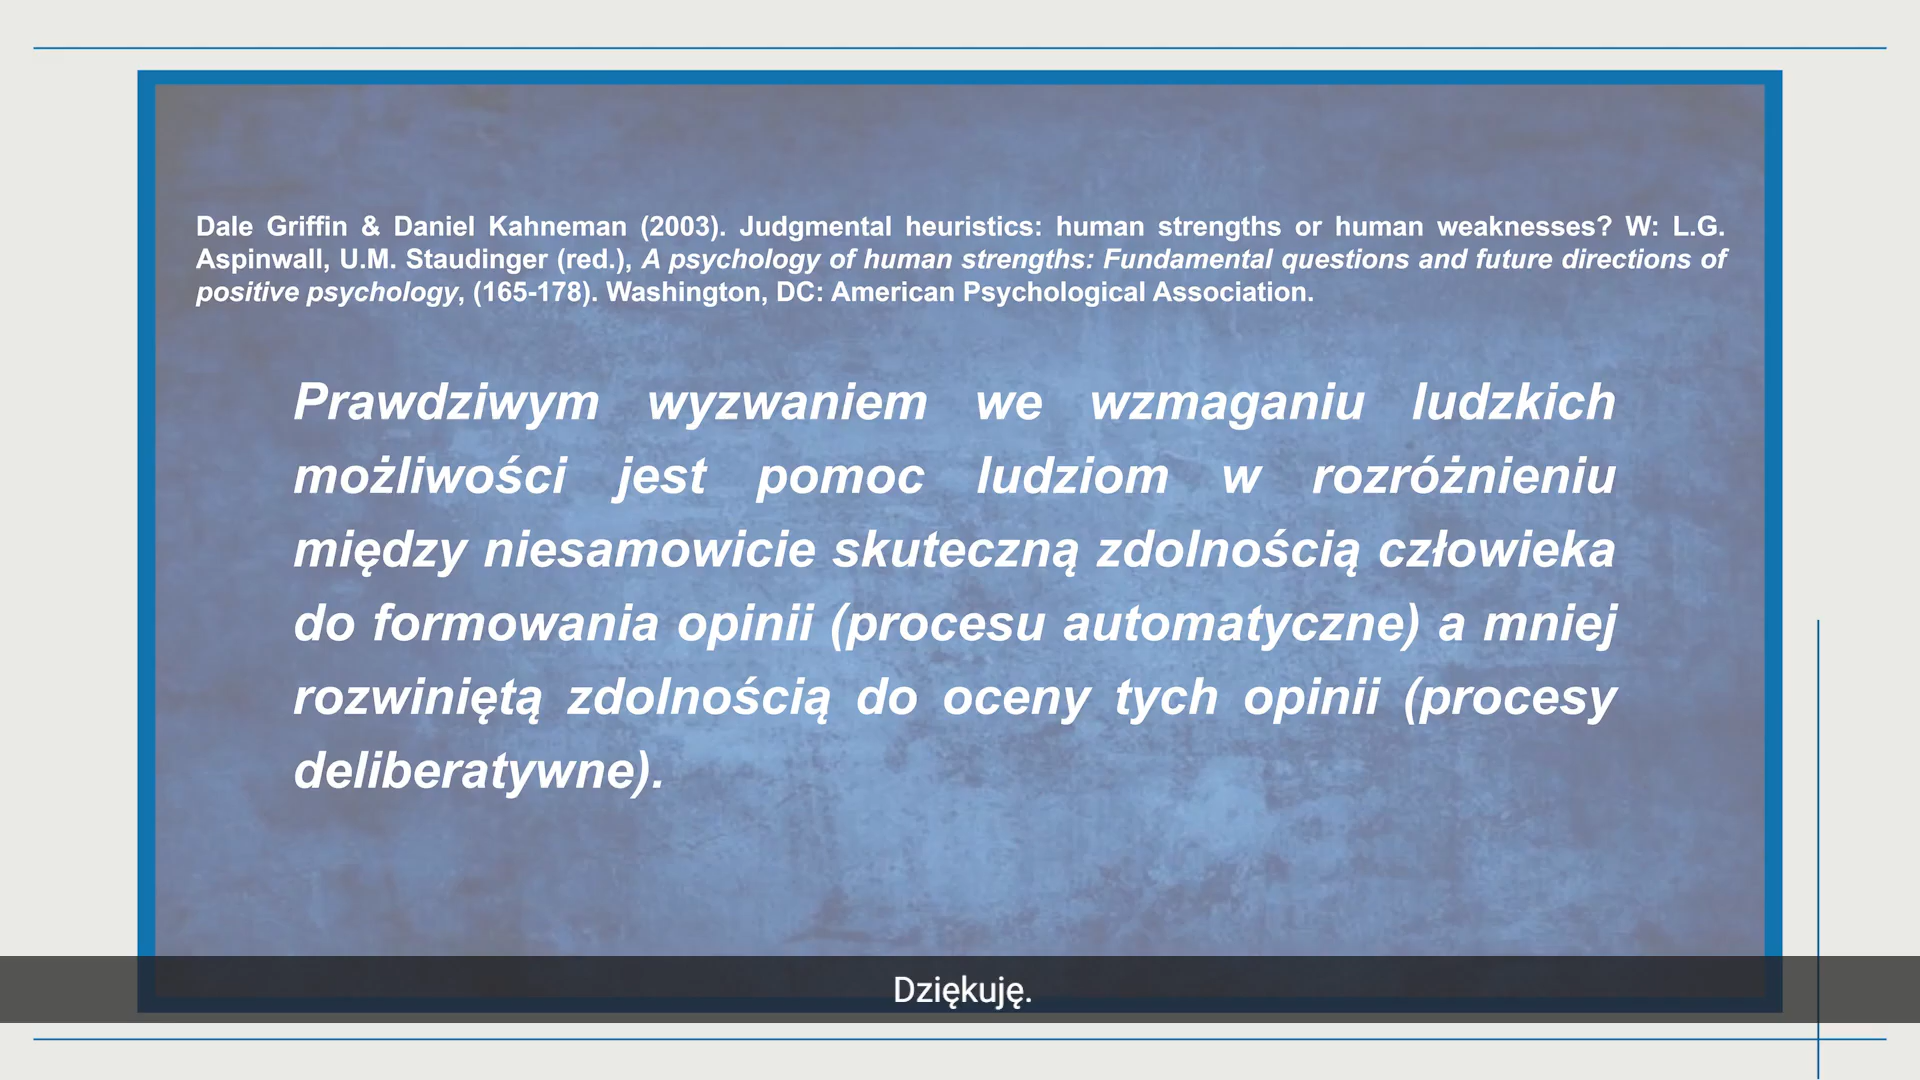 Dale Griffin & Daniel Kahneman (2003). Judgmental heuristics: human strengths or human weaknesses? W: L.G.
Aspinwall, U.M. Staudinger (red.), A psychology of human strengths: Fundamental questions and future directions of
positive psychology, (165-178). Washington, DC: American Psychological Association.
Prawdziwym wyzwaniem we wzmaganiu ludzkich
możliwości jest pomoc ludziom w rozróżnieniu
między niesamowicie skuteczną zdolnością człowieka
do formowania opinii (procesu automatyczne) a mniej
rozwiniętą zdolnością do oceny tych opinii (procesy
deliberatywne).
Dziękuję.